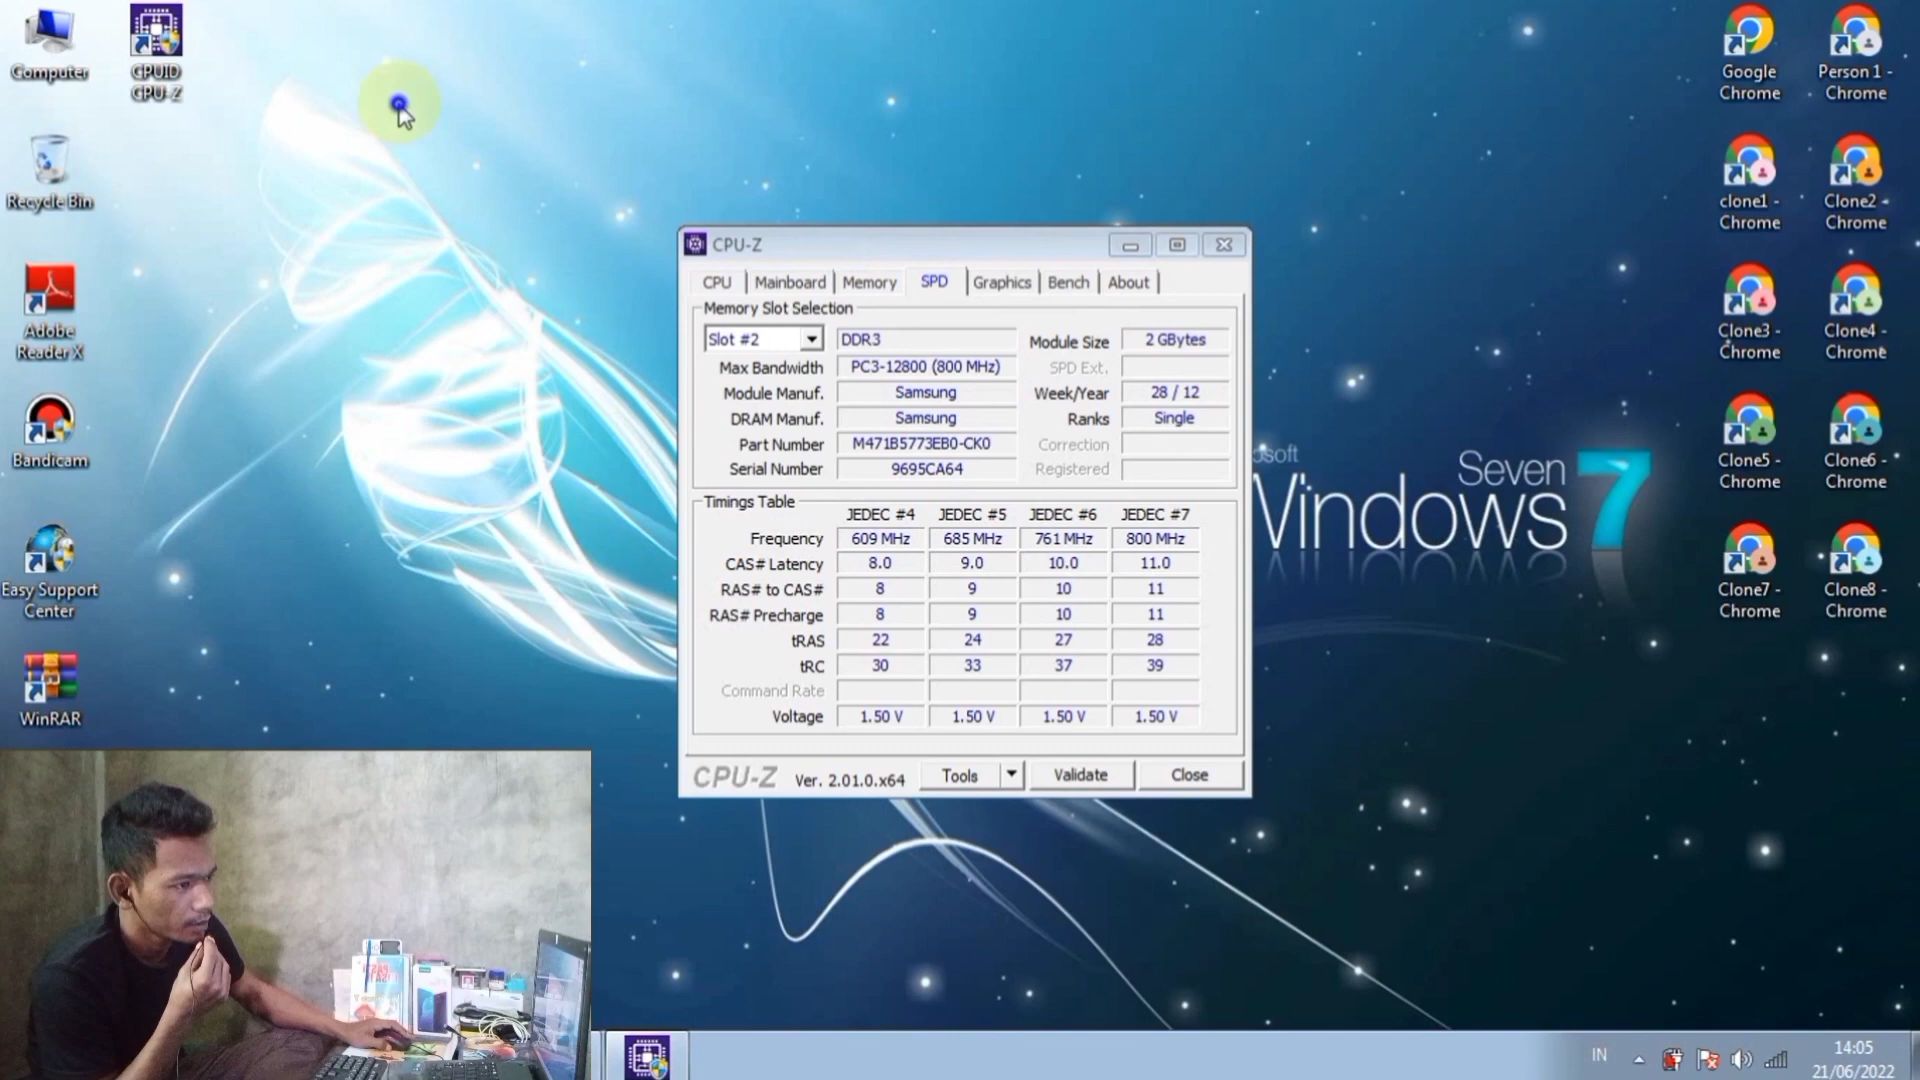 Computer
CPUID
CPU-Z
Recycle Bin
Adobe
Reader X
Bandicam
Easy Support
Center
WinRAR
Google
Chrome
Person 1 -
Chrome
clone1 -
Chrome
Clone2 -
Chrome
Clone3 -
Chrome
Clone4 -
Chrome
Clone5 -
Chrome
Clone6 -
Chrome
Clone7 -
Chrome
Clone8 -
Chrome
CPU-Z
CPU Mainboard Memory SPD Graphics Bench About
Memory Slot Selection
Slot #2 DDR3 Module Size 2 GBytes
Max Bandwidth PC3-12800 (800 MHz) SPD Ext.
Module Manuf. Samsung Week/Year 28 / 12
DRAM Manuf. Samsung Ranks Single
Part Number M471B5773EB0-CK0 Correction
Serial Number 9695CA64 Registered
Timings Table
JEDEC #4 JEDEC #5 JEDEC #6 JEDEC #7
Frequency 609 MHz 685 MHz 761 MHz 800 MHz
CAS# Latency 8.0 9.0 10.0 11.0
RAS# to CAS# 8 9 10 11
RAS# Precharge 8 9 10 11
tRAS 22 24 27 28
tRC 30 33 37 39
Command Rate
Voltage 1.50 V 1.50 V 1.50 V 1.50 V
CPU-Z Ver. 2.01.0.x64 Tools Validate Close
osoft
Windows Seven 7
IN
14:05
21/06/2022